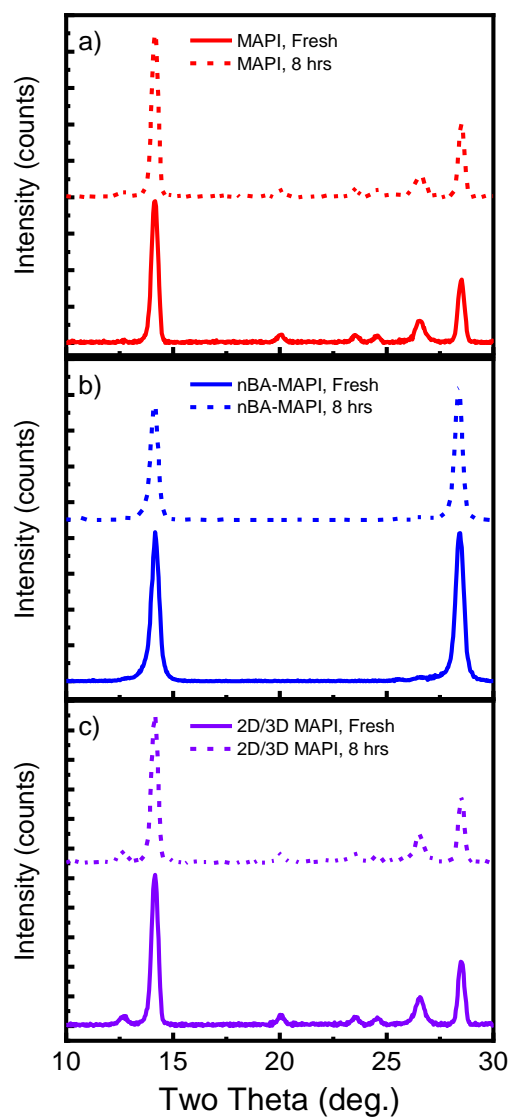 a)
MAPI, Fresh
MAPI, 8 hrs
Intensity (counts)
b)
nBA-MAPI, Fresh
nBA-MAPI, 8 hrs
Intensity (counts)
c)
2D/3D MAPI, Fresh
2D/3D MAPI, 8 hrs
Intensity (counts)
10 15 20 25 30
Two Theta (deg.)